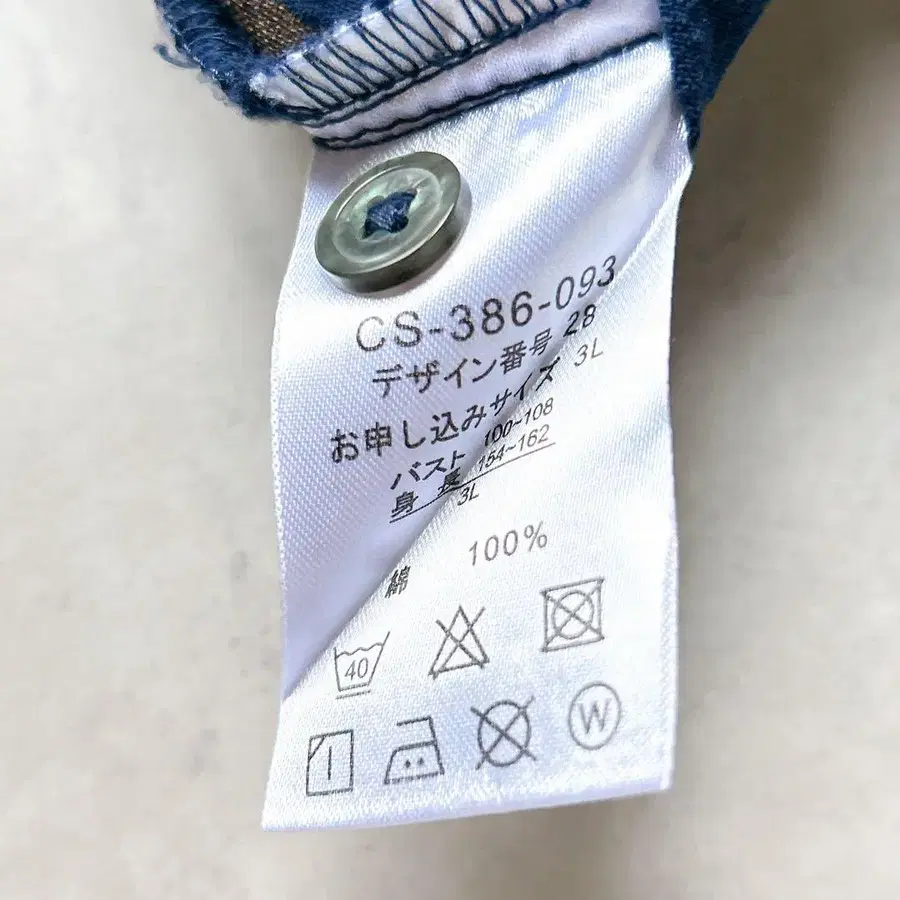 CS-386-093
デザイン番号 28
お申し込みサイズ 3L
バスト 100~108
身長 154~162
3L
綿 100%
40
W